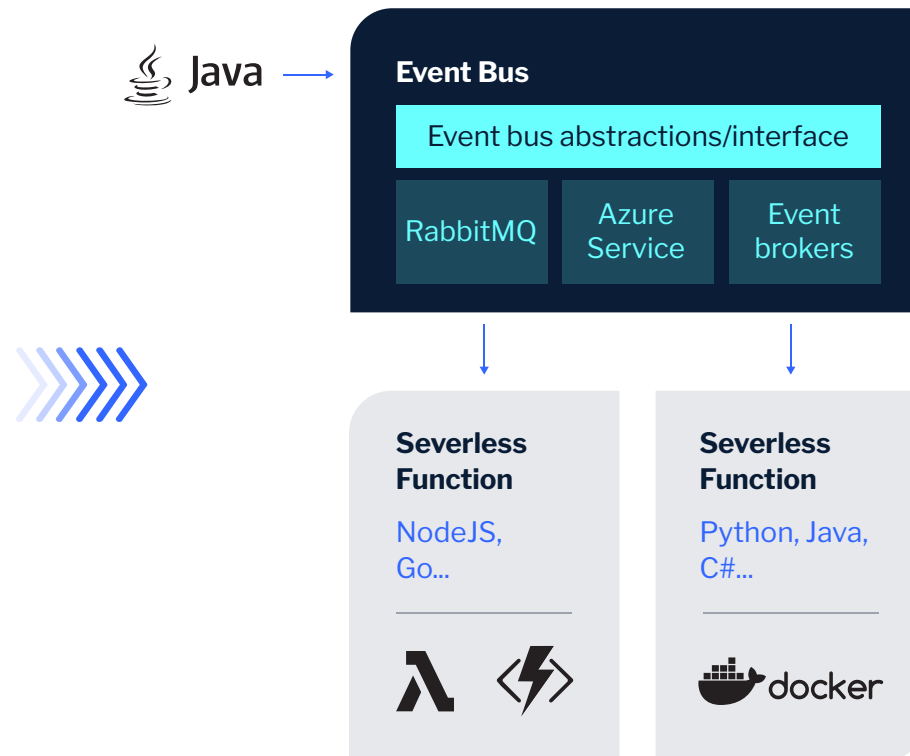 Java
Event Bus
Event bus abstractions/interface
RabbitMQ
Azure
Service
Event
brokers
Severless
Function
NodeJS,
Go...
Severless
Function
Python, Java,
C#...
docker